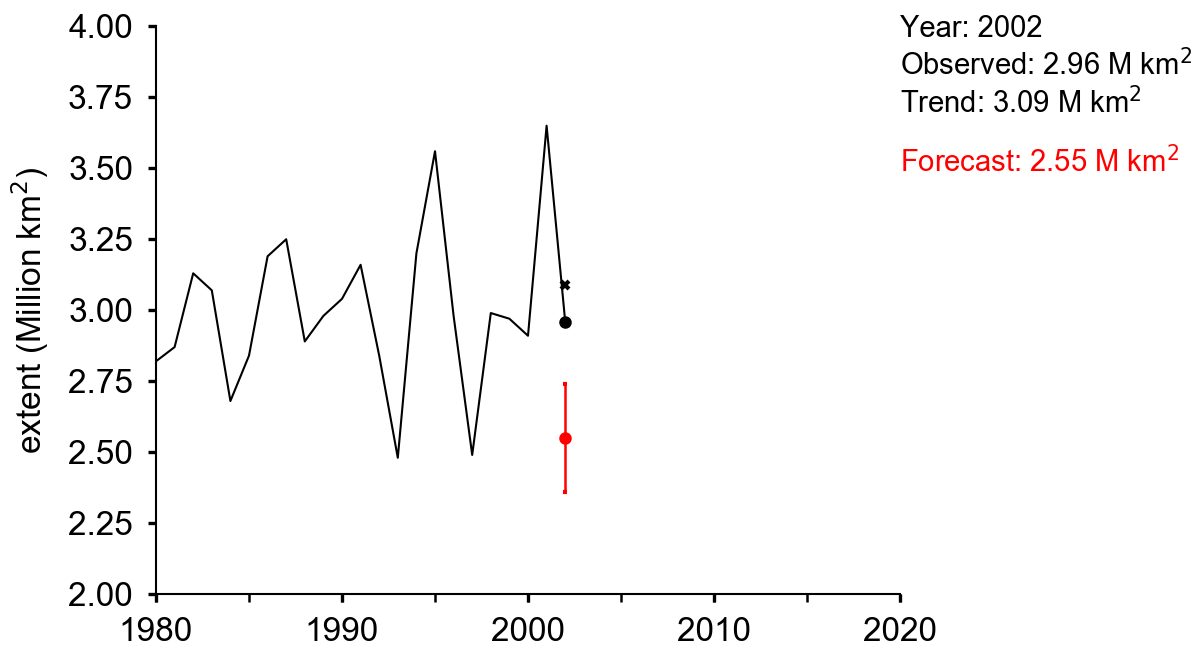 Year: 2002
Observed: 2.96 M km²
Trend: 3.09 M km²
Forecast: 2.55 M km²
extent (Million km²)
4.00
3.75
3.50
3.25
3.00
2.75
2.50
2.25
2.00
1980 1990 2000 2010 2020